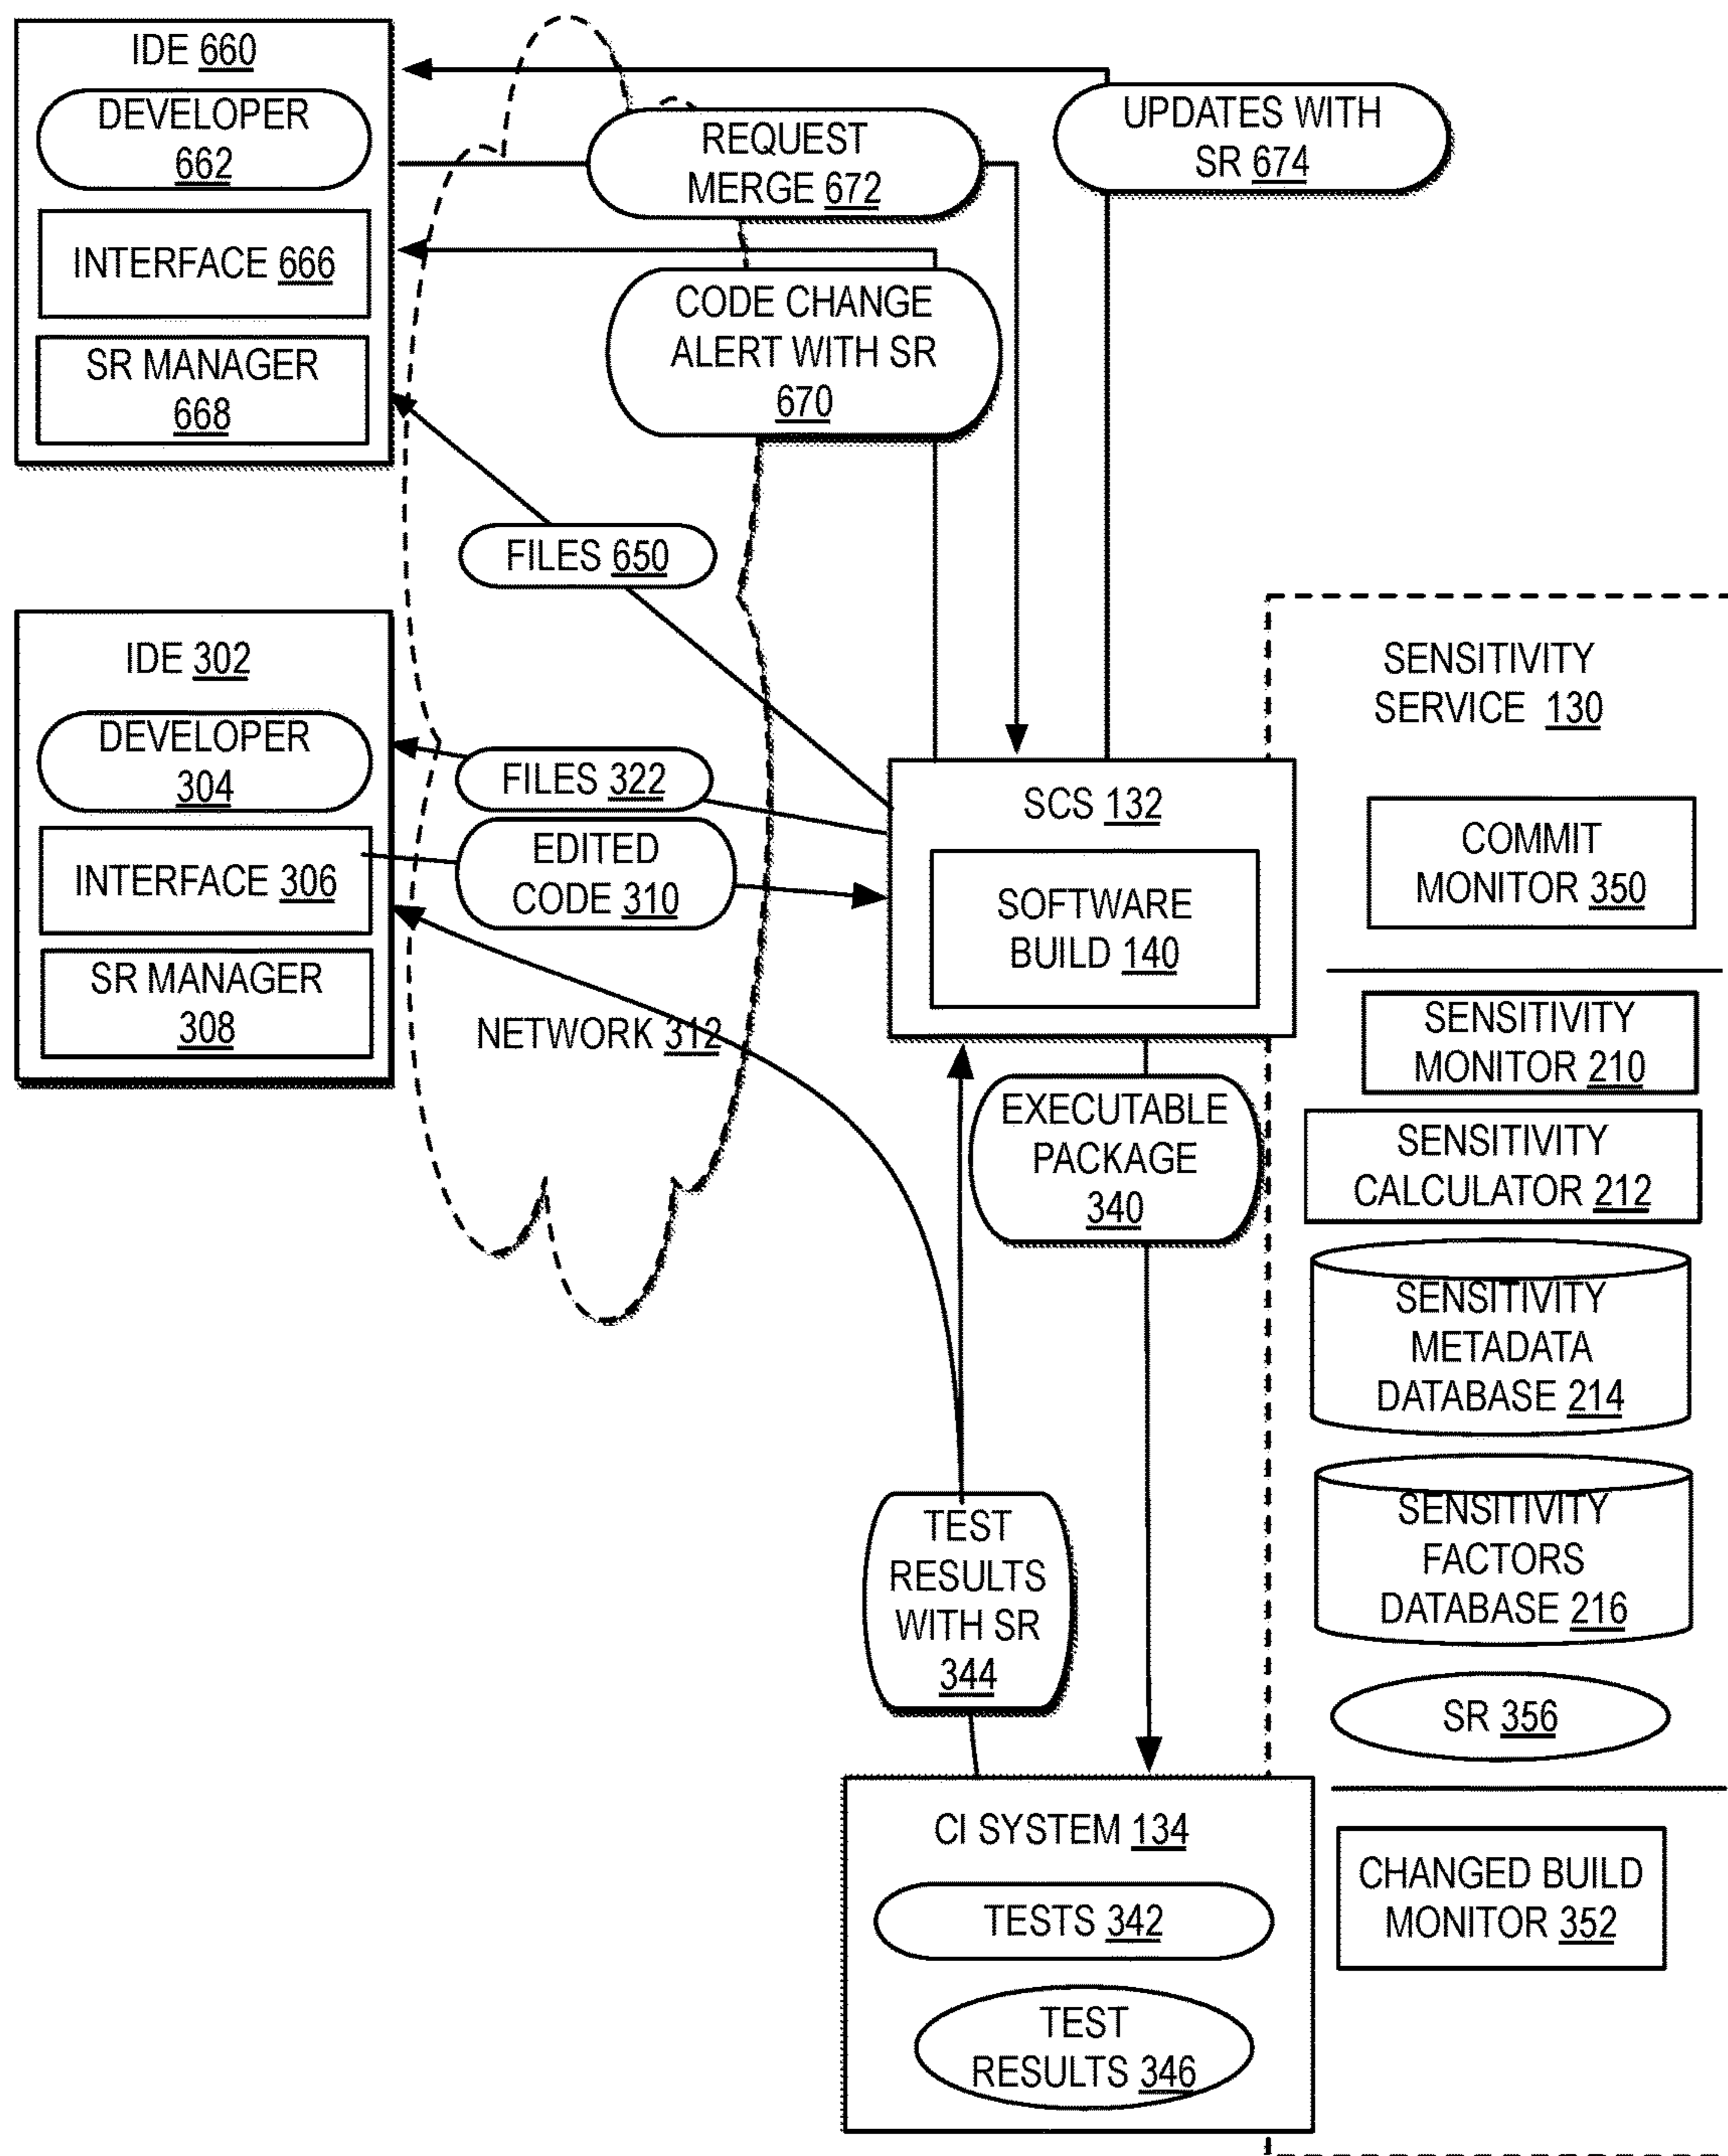 IDE 660
DEVELOPER
662
INTERFACE 666
SR MANAGER
668
REQUEST
MERGE 672
UPDATES WITH
SR 674
CODE CHANGE
ALERT WITH SR
670
FILES 650
IDE 302
DEVELOPER
304
INTERFACE 306
SR MANAGER
308
FILES 322
EDITED
CODE 310
NETWORK 312
SCS 132
SOFTWARE
BUILD 140
EXECUTABLE
PACKAGE
340
TEST
RESULTS
WITH SR
344
CI SYSTEM 134
TESTS 342
TEST
RESULTS 346
SENSITIVITY
SERVICE 130
COMMIT
MONITOR 350
SENSITIVITY
MONITOR 210
SENSITIVITY
CALCULATOR 212
SENSITIVITY
METADATA
DATABASE 214
SENSITIVITY
FACTORS
DATABASE 216
SR 356
CHANGED BUILD
MONITOR 352